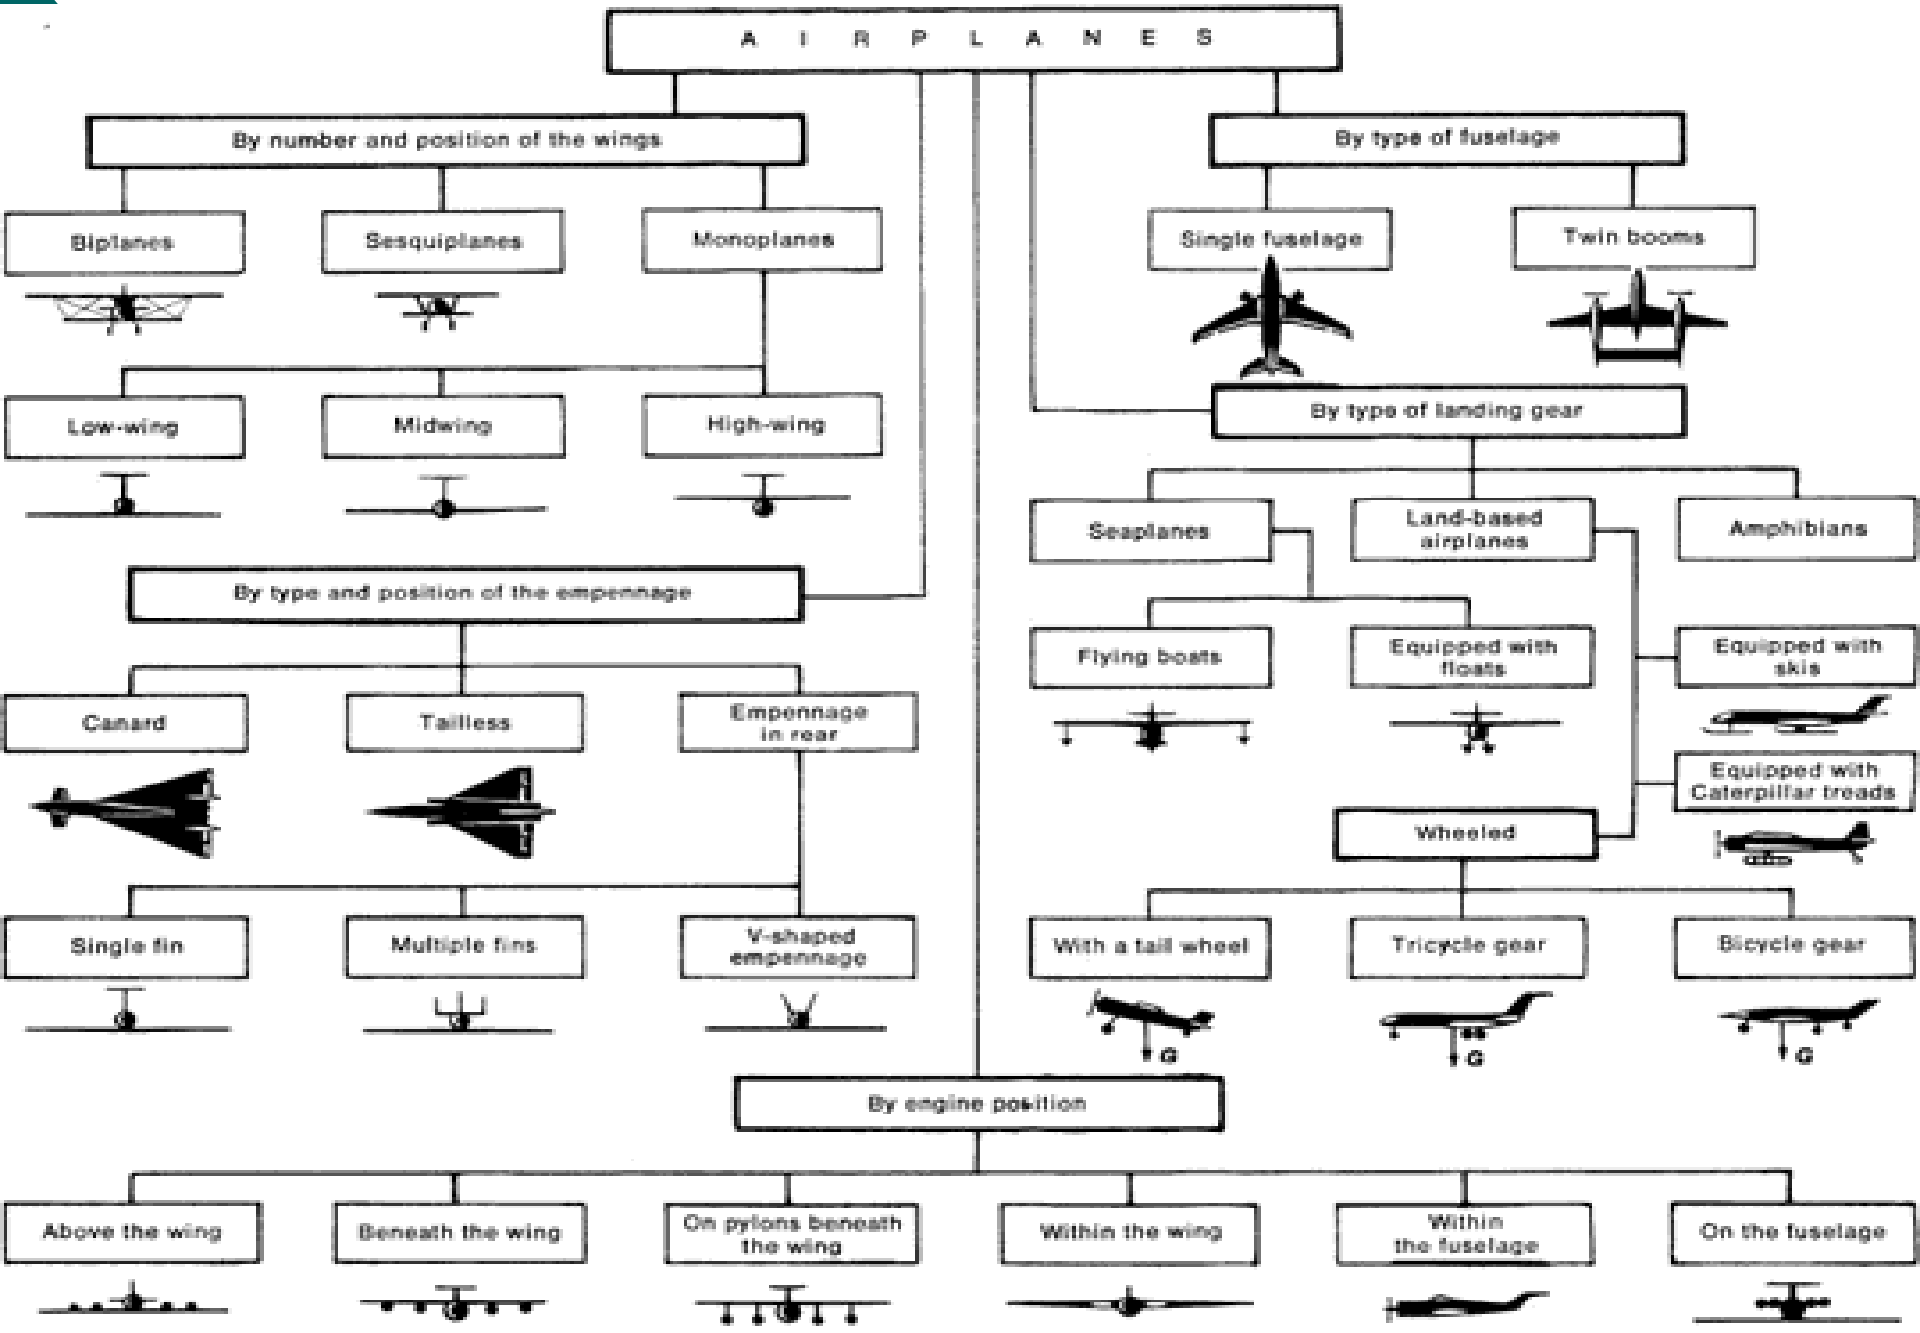 AIRPLANES
By number and position of the wings
By type of fuselage
Biplanes
Sesquiplanes
Monoplanes
Single fuselage
Twin booms
Low-wing
Midwing
High-wing
By type of landing gear
Seaplanes
Land-based
airplanes
Amphibians
By type and position of the empennage
Flying boats
Equipped with
floats
Equipped with
skis
Canard
Tailless
Empennage
in rear
Equipped with
Caterpillar treads
Wheeled
Single fin
Multiple fins
V-shaped
empennage
With a tail wheel
Tricycle gear
Bicycle gear
G
G
G
By engine position
Above the wing
Beneath the wing
On pylons beneath
the wing
Within the wing
Within
the fuselage
On the fuselage